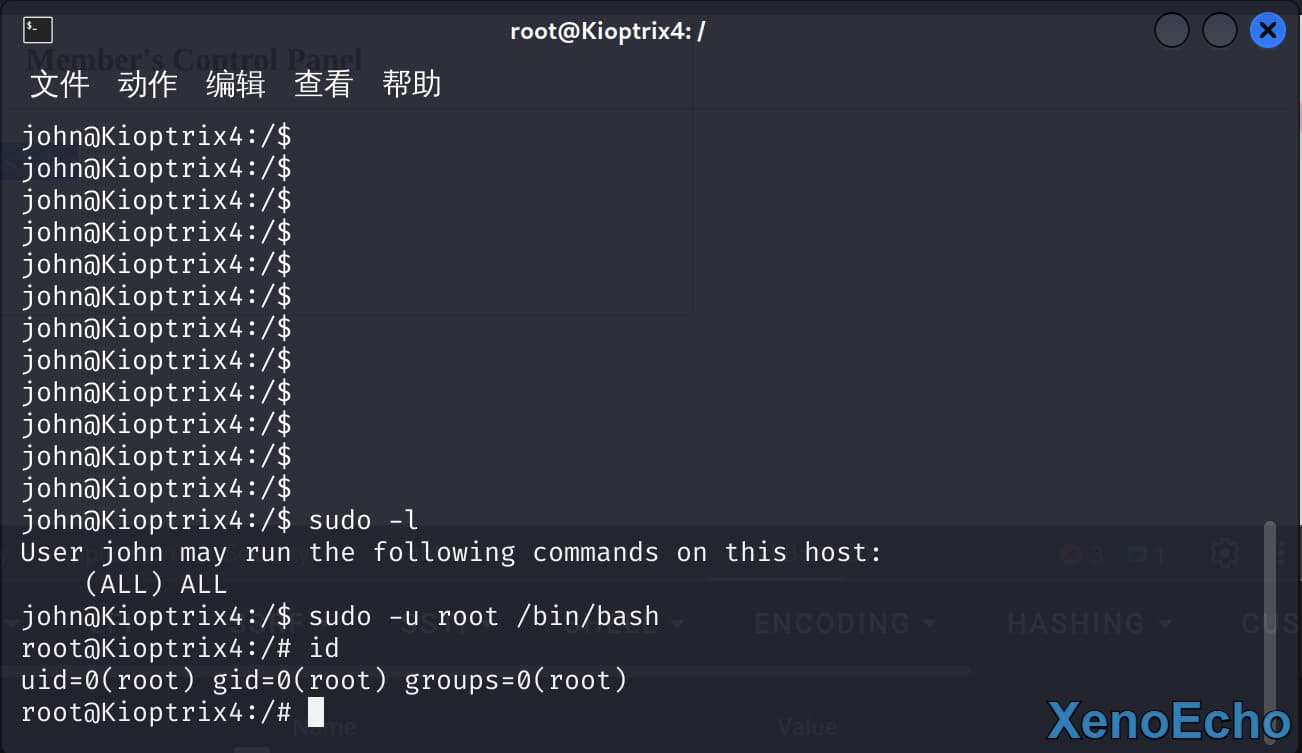 root@Kioptrix4: /
Member's Control Panel
文件 动作 编辑 查看 帮助
john@Kioptrix4:/$
john@Kioptrix4:/$
john@Kioptrix4:/$
john@Kioptrix4:/$
john@Kioptrix4:/$
john@Kioptrix4:/$
john@Kioptrix4:/$
john@Kioptrix4:/$
john@Kioptrix4:/$
john@Kioptrix4:/$
john@Kioptrix4:/$
john@Kioptrix4:/$
john@Kioptrix4:/$ sudo -l
User john may run the following commands on this host:
3 1
    (ALL) ALL
john@Kioptrix4:/$ sudo -u root /bin/bash
SHELL ENCODING HASHING
root@Kioptrix4:/# id
uid=0(root) gid=0(root) groups=0(root)
root@Kioptrix4:/#
Name Value
XenoEcho